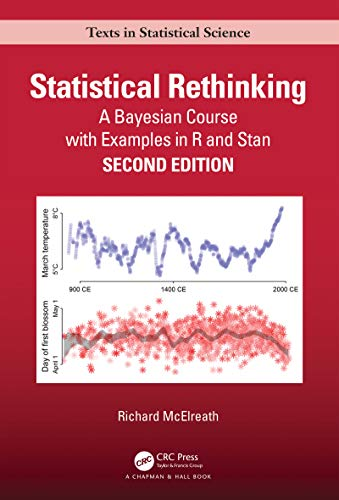 Texts in Statistical Science
Statistical Rethinking
A Bayesian Course
with Examples in R and Stan
SECOND EDITION
March temperature
8°C
5°C
900 CE
1400 CE
2000 CE
Day of first blossom
May 1
April 1
Richard McElreath
CRC Press
Taylor & Francis Group
A CHAPMAN & HALL BOOK